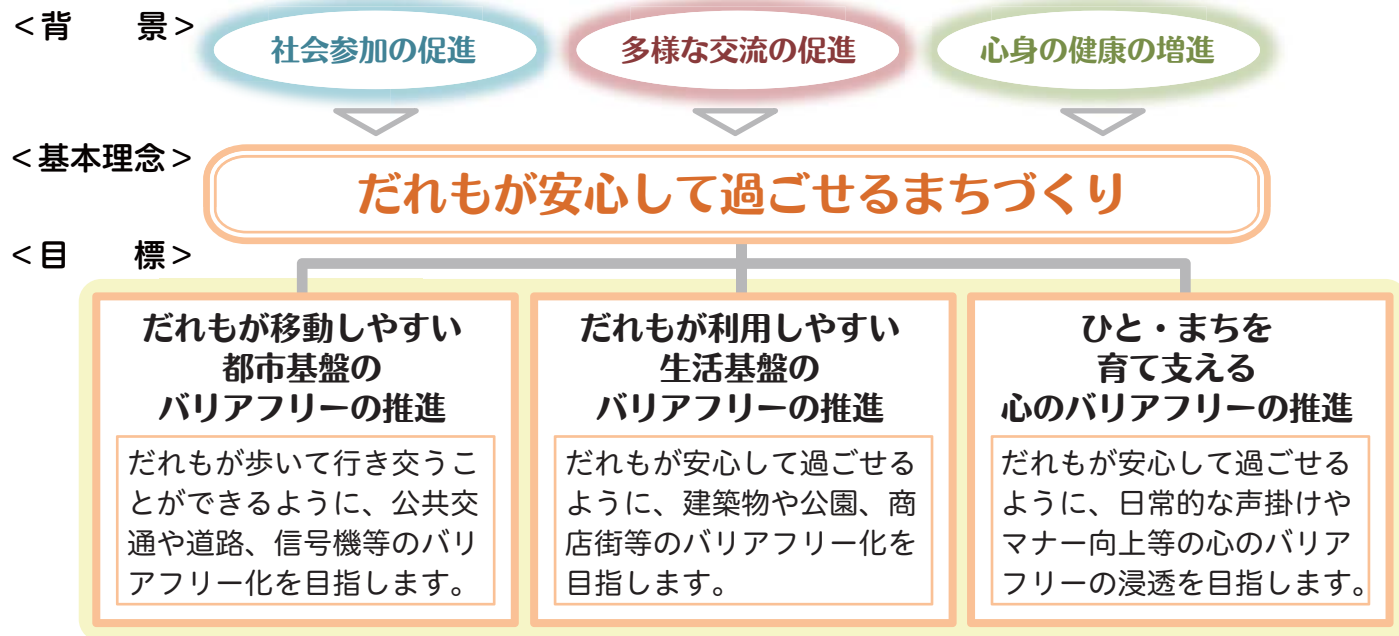 ＜背　　景＞
社会参加の促進
多様な交流の促進
心身の健康の増進
＜基本理念＞
だれもが安心して過ごせるまちづくり
＜目　　標＞
だれもが移動しやすい
都市基盤の
バリアフリーの推進
だれもが歩いて行き交うこ
とができるように、公共交
通や道路、信号機等のバリ
アフリー化を目指します。
だれもが利用しやすい
生活基盤の
バリアフリーの推進
だれもが安心して過ごせる
ように、建築物や公園、商
店街等のバリアフリー化を
目指します。
ひと・まちを
育て支える
心のバリアフリーの推進
だれもが安心して過ごせる
ように、日常的な声掛けや
マナー向上等の心のバリア
フリーの浸透を目指します。